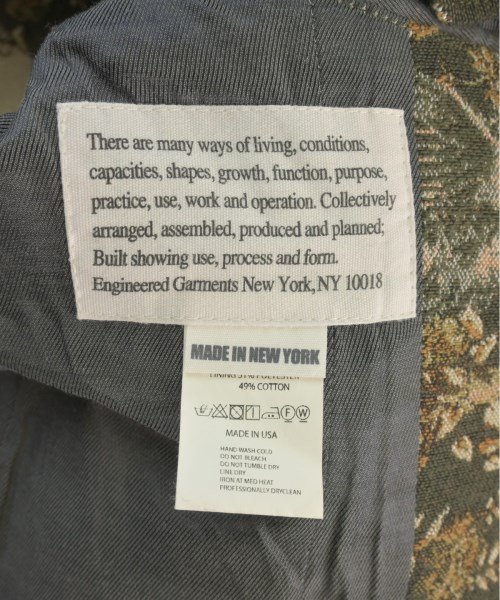 There are many ways of living, conditions,
capacities, shapes, growth, function, purpose,
practice, use, work and operation. Collectively
arranged, assembled, produced and planned;
Built showing use, process and form.
Engineered Garments New York, NY 10018
MADE IN NEW YORK
LINING 51% POLYESTER
49% COTTON
F W
MADE IN USA
HAND WASH COLD
DO NOT BLEACH
DO NOT TUMBLE DRY
LINE DRY
IRON AT MED HEAT
PROFESSIONALLY DRYCLEAN